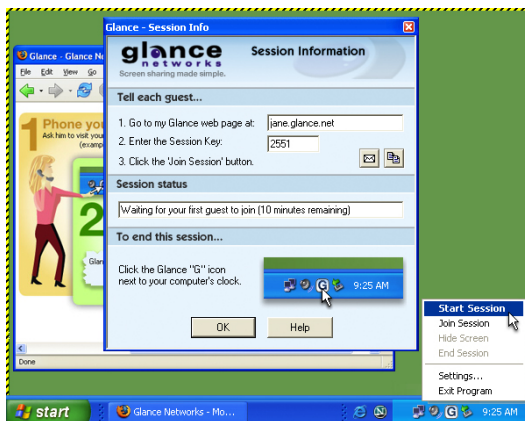 Glance - Session Info
glance
networks
Screen sharing made simple.
Session Information
Tell each guest...
1. Go to my Glance web page at:
jane.glance.net
2. Enter the Session Key:
2551
3. Click the 'Join Session' button.
Session status
Waiting for your first guest to join (10 minutes remaining)
To end this session...
Click the Glance "G" icon
next to your computer's clock.
G
9:25 AM
OK
Help
Glance - Glance Ne
File Edit View Go
1
Phone you
Ask him to visit your
(examp
2
Glan
Done
Start Session
Join Session
Hide Screen
End Session
Settings...
Exit Program
start
Glance Networks - Mo...
G
9:25 AM